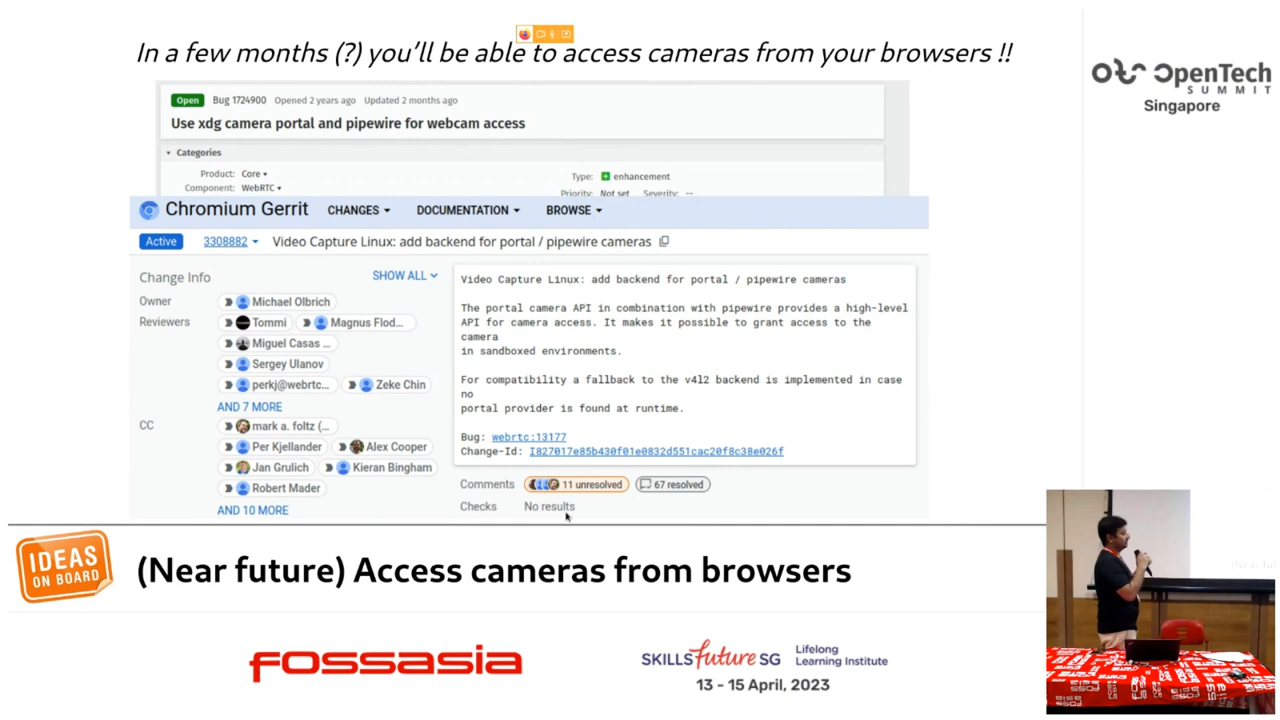 In a few months (?) you'll be able to access cameras from your browsers !!
Open Bug 1724900 Opened 2 years ago Updated 2 months ago
Use xdg camera portal and pipewire for webcam access
Categories
Product: Core
Component: WebRTC
Type: enhancement
Priority: Not set Severity: --
Chromium Gerrit CHANGES DOCUMENTATION BROWSE
Active 3308882 Video Capture Linux: add backend for portal / pipewire cameras
Change Info SHOW ALL
Owner Michael Olbrich
Reviewers Tommi Magnus Flod...
Miguel Casas ...
Sergey Ulanov
perkj@webrtc... Zeke Chin
AND 7 MORE
CC mark a. foltz (...
Per Kjellander Alex Cooper
Jan Grulich Kieran Bingham
Robert Mader
AND 10 MORE
Video Capture Linux: add backend for portal / pipewire cameras
The portal camera API in combination with pipewire provides a high-level
API for camera access. It makes it possible to grant access to the
camera
in sandboxed environments.
For compatibility a fallback to the v4l2 backend is implemented in case
no
portal provider is found at runtime.
Bug: webrtc:13177
Change-Id: I827017e85b430f01e0832d551cac20f8c38e026f
Comments 11 unresolved 67 resolved
Checks No results
IDEAS
ON BOARD
(Near future) Access cameras from browsers
OpenTech
SUMMIT
Singapore
fossasia
SKILLS future SG
Lifelong
Learning Institute
13 - 15 April, 2023